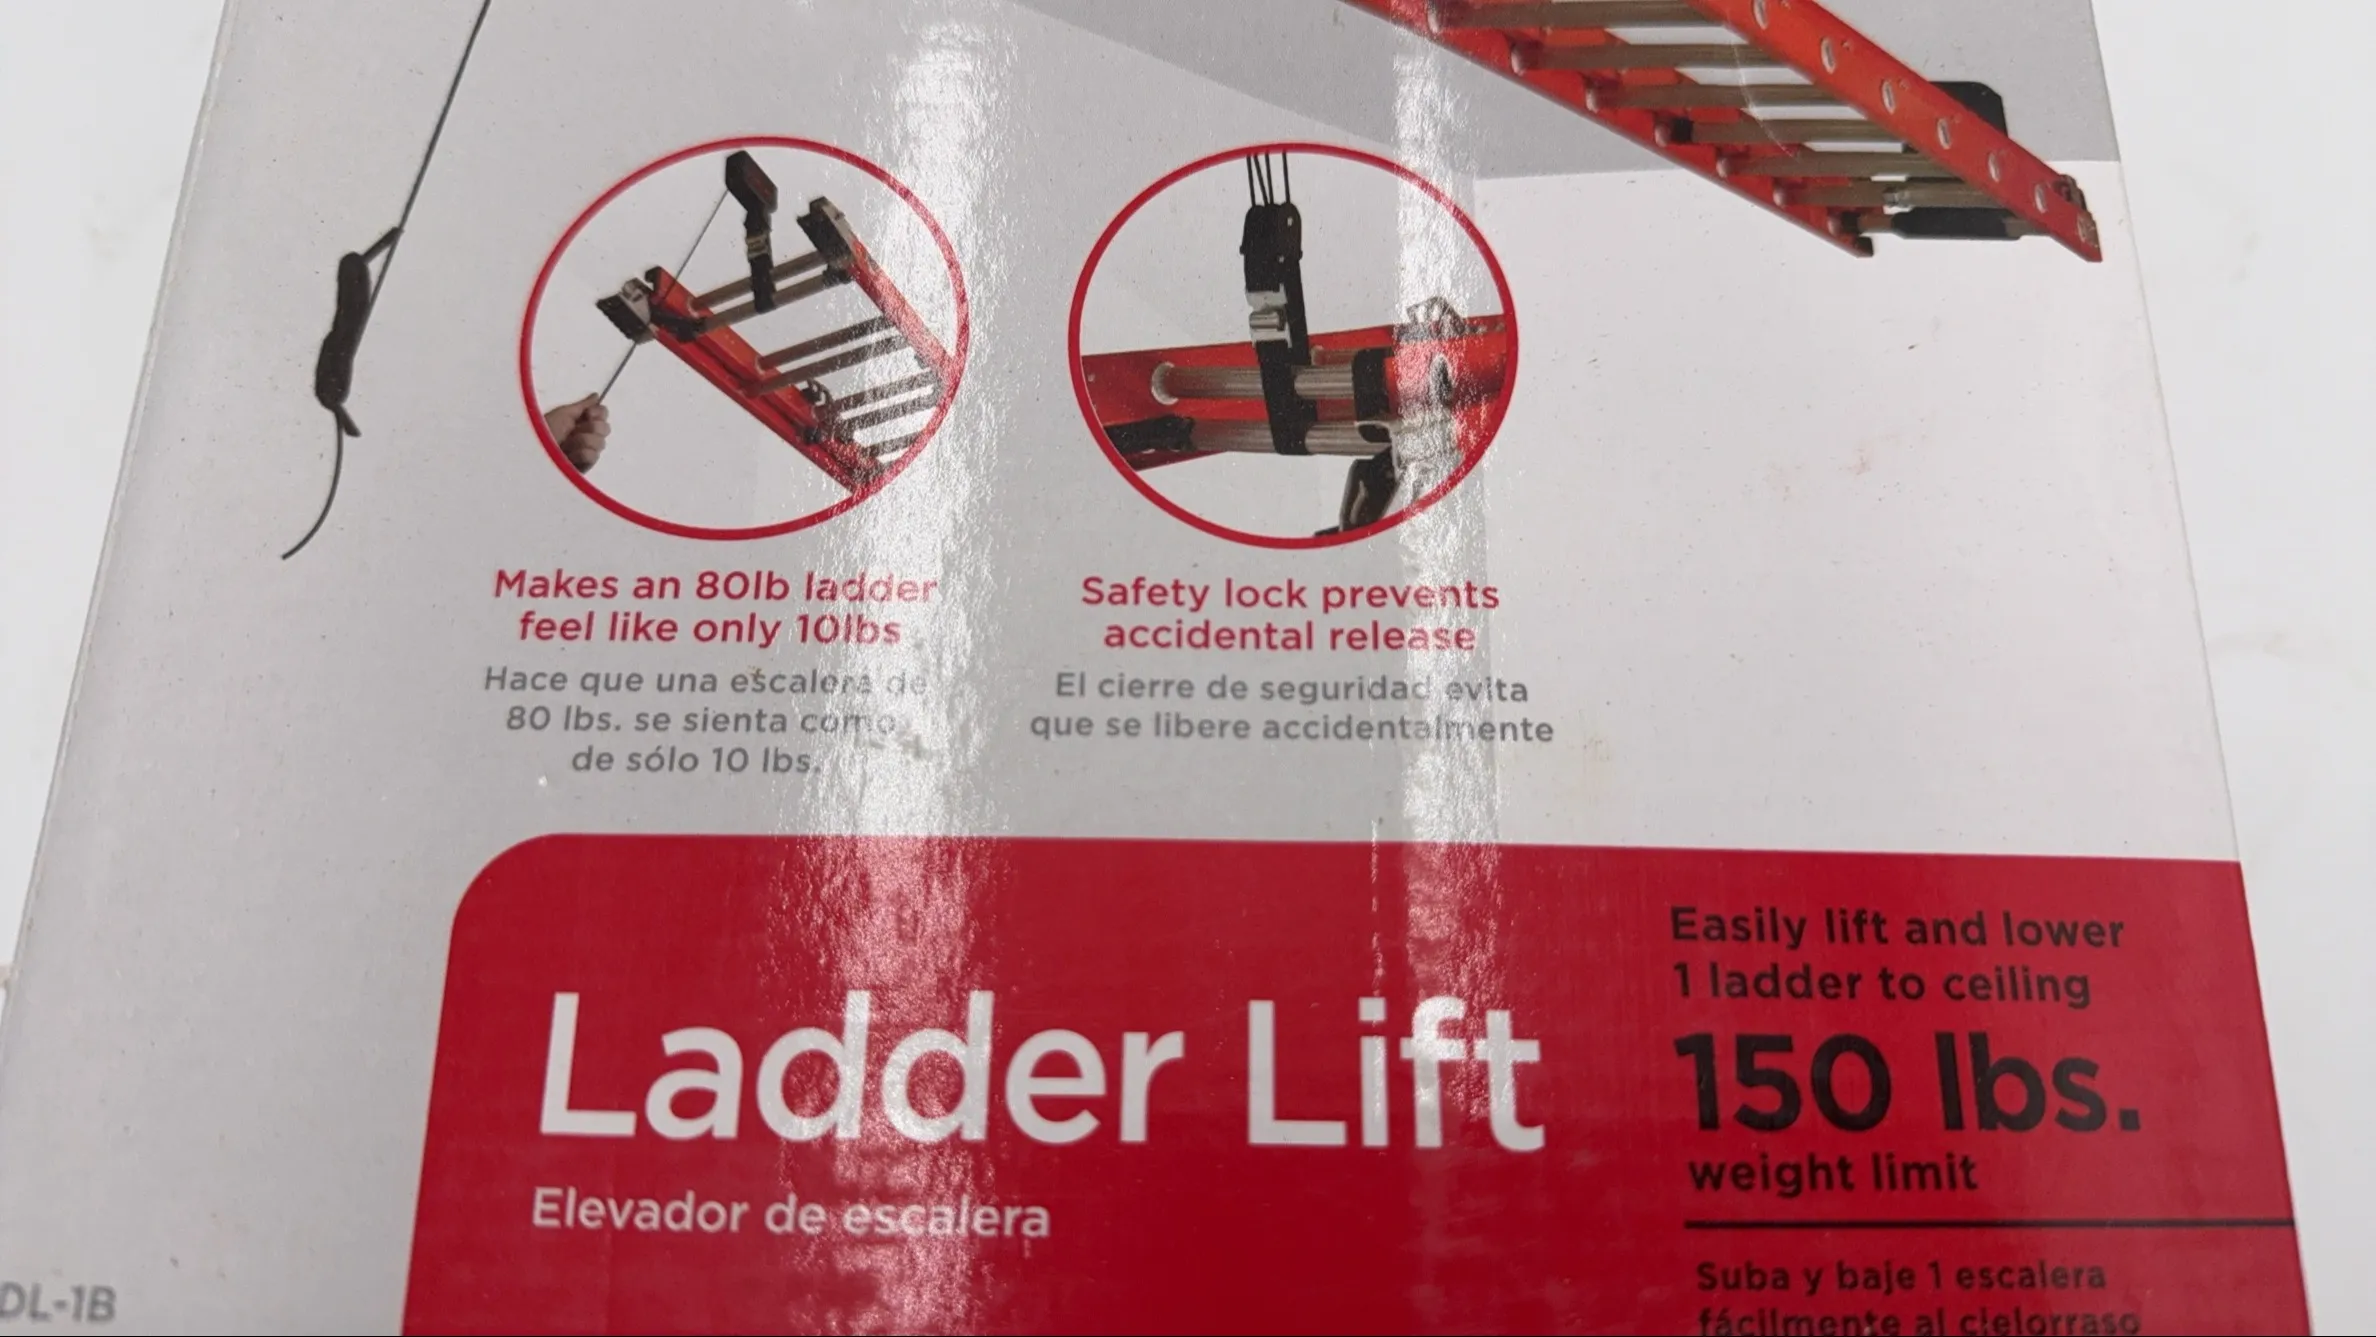 Makes an 80lb ladder
feel like only 10lbs
Hace que una escalera de
80 lbs. se sienta como
de sólo 10 lbs.
Safety lock prevents
accidental release
El cierre de seguridad evita
que se libere accidentalmente
Ladder Lift
Elevador de escalera
Easily lift and lower
1 ladder to ceiling
150 lbs.
weight limit
Suba y baje 1 escalera
fácilmente al cielorraso
DL-1B